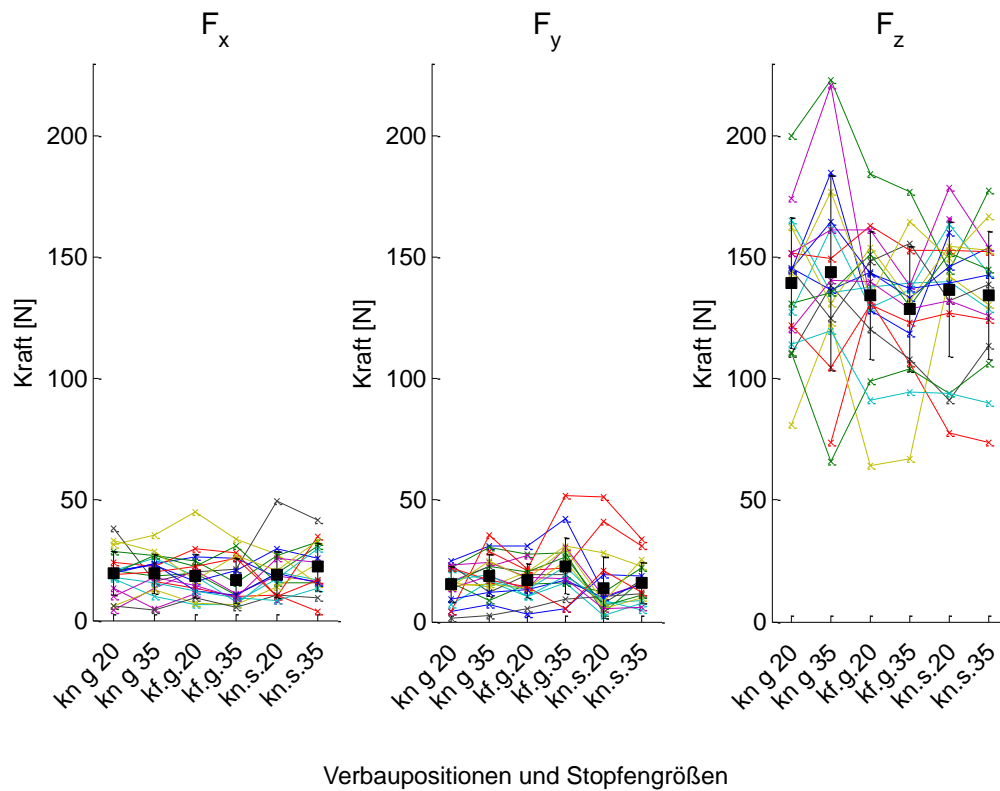 F_x
F_y
F_z
Kraft [N]
200
150
100
50
0
kn g 20
kn g 35
kf.g.20
kf.g.35
kn.s.20
kn.s.35
Kraft [N]
200
150
100
50
0
kn g 20
kn g 35
kf.g.20
kf.g.35
kn.s.20
kn.s.35
Kraft [N]
200
150
100
50
0
kn g 20
kn g 35
kf.g.20
kf.g.35
kn.s.20
kn.s.35
Verbaupositionen und Stopfengrößen